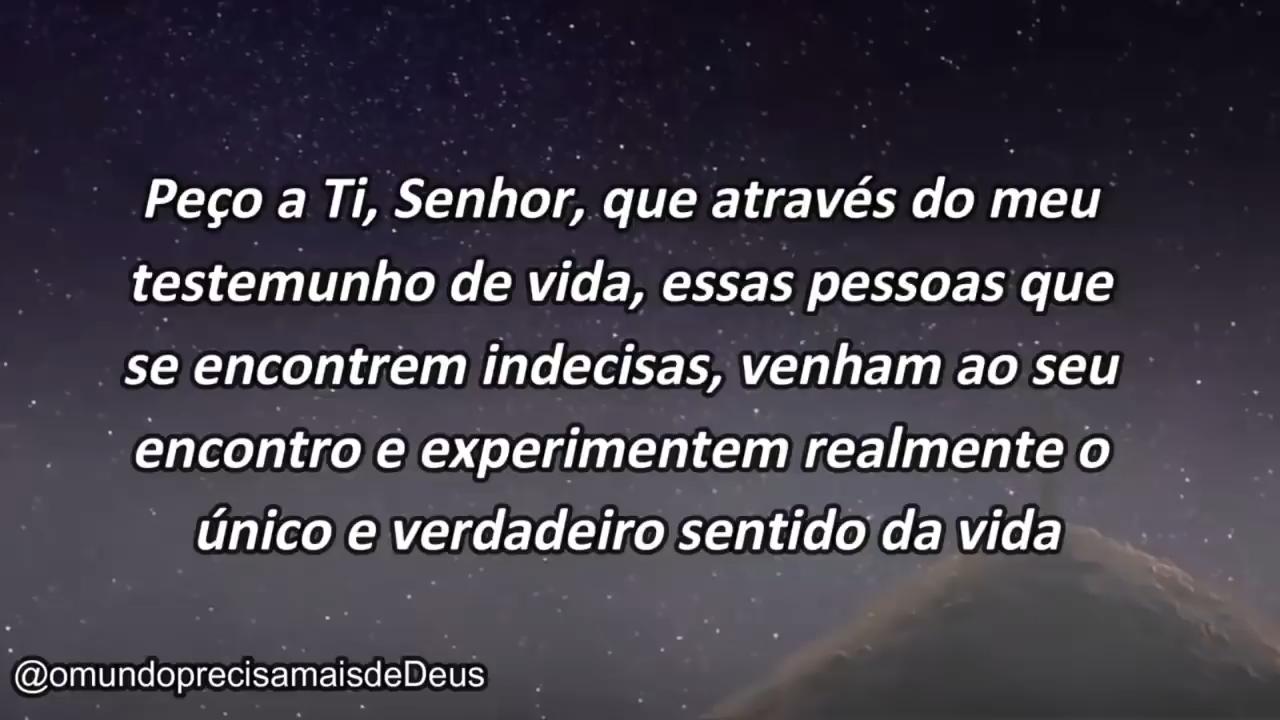 Peço a Ti, Senhor, que através do meu
testemunho de vida, essas pessoas que
se encontrem indecisas, venham ao seu
encontro e experimentem realmente o
único e verdadeiro sentido da vida
@omundoprecisamaisdeDeus